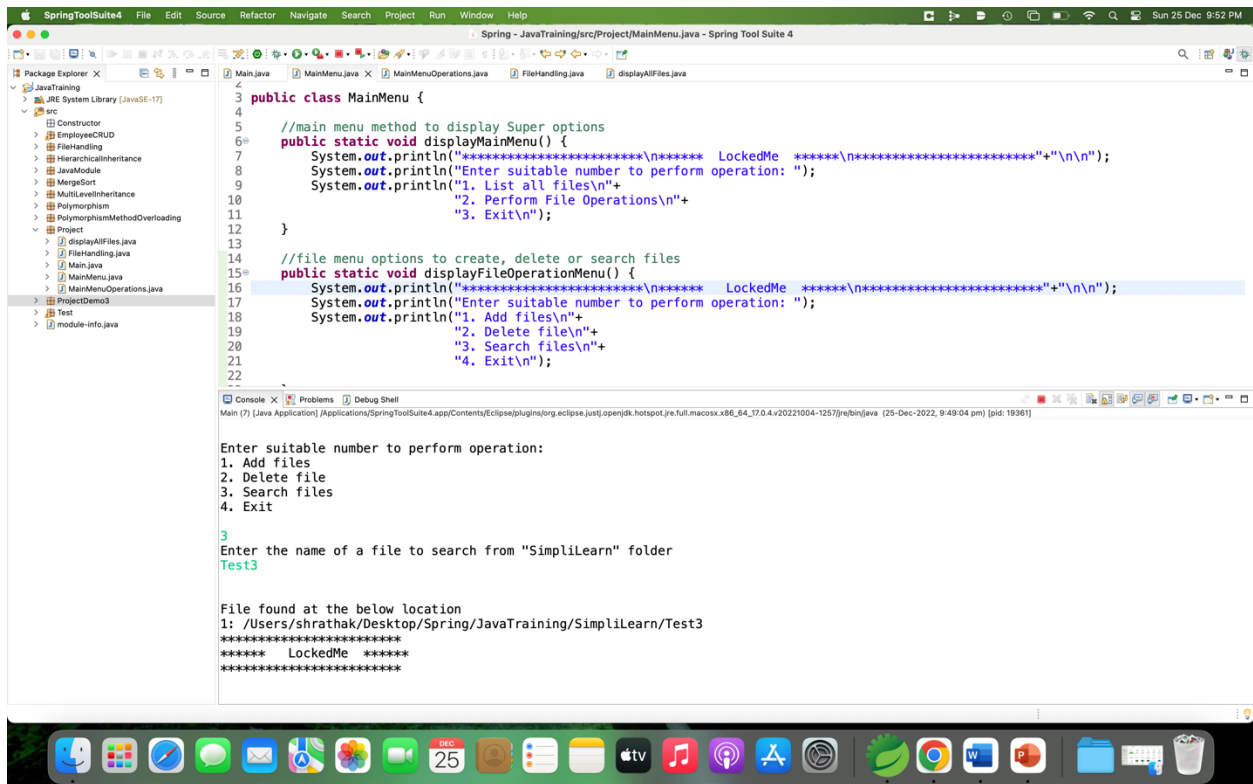 SpringToolSuite4 File Edit Source Refactor Navigate Search Project Run Window Help Sun 25 Dec 9:52 PM
Spring - JavaTraining/src/Project/MainMenu.java - Spring Tool Suite 4
Package Explorer
Main.java MainMenu.java MainMenuOperations.java FileHandling.java displayAllFiles.java
JavaTraining
JRE System Library [JavaSE-17]
src
Constructor
EmployeeCRUD
FileHandling
HierarchicalInheritance
JavaModule
MergeSort
MultiLevelInheritance
Polymorphism
PolymorphismMethodOverloading
Project
displayAllFiles.java
FileHandling.java
Main.java
MainMenu.java
MainMenuOperations.java
ProjectDemo3
Test
module-info.java
2
3 public class MainMenu {
4
5 //main menu method to display Super options
6 public static void displayMainMenu() {
7 System.out.println("************************\n****** LockedMe ******\n************************"+"\n\n");
8 System.out.println("Enter suitable number to perform operation: ");
9 System.out.println("1. List all files\n"+
10 "2. Perform File Operations\n"+
11 "3. Exit\n");
12 }
13
14 //file menu options to create, delete or search files
15 public static void displayFileOperationMenu() {
16 System.out.println("************************\n****** LockedMe ******\n************************"+"\n\n");
17 System.out.println("Enter suitable number to perform operation: ");
18 System.out.println("1. Add files\n"+
19 "2. Delete file\n"+
20 "3. Search files\n"+
21 "4. Exit\n");
22
Console Problems Debug Shell
Main (7) [Java Application] /Applications/SpringToolSuite4.app/Contents/Eclipse/plugins/org.eclipse.justj.openjdk.hotspot.jre.full.macosx.x86_64_17.0.4.v20221004-1257/jre/bin/java (25-Dec-2022, 9:49:04 pm) [pid: 19361]
Enter suitable number to perform operation:
1. Add files
2. Delete file
3. Search files
4. Exit
3
Enter the name of a file to search from "SimpliLearn" folder
Test3
File found at the below location
1: /Users/shrathak/Desktop/Spring/JavaTraining/SimpliLearn/Test3
************************
****** LockedMe ******
************************
DEC
25
tv
W
P